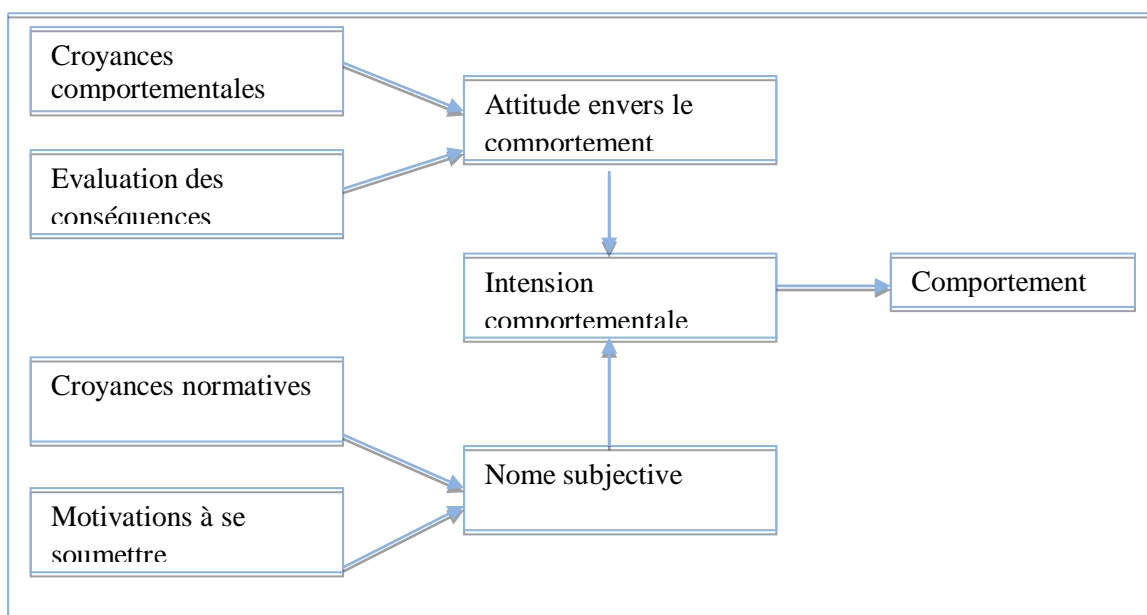 Croyances
comportementales
Attitude envers le
comportement
Evaluation des
conséquences
Intension
comportementale
Comportement
Croyances normatives
Nome subjective
Motivations à se
soumettre